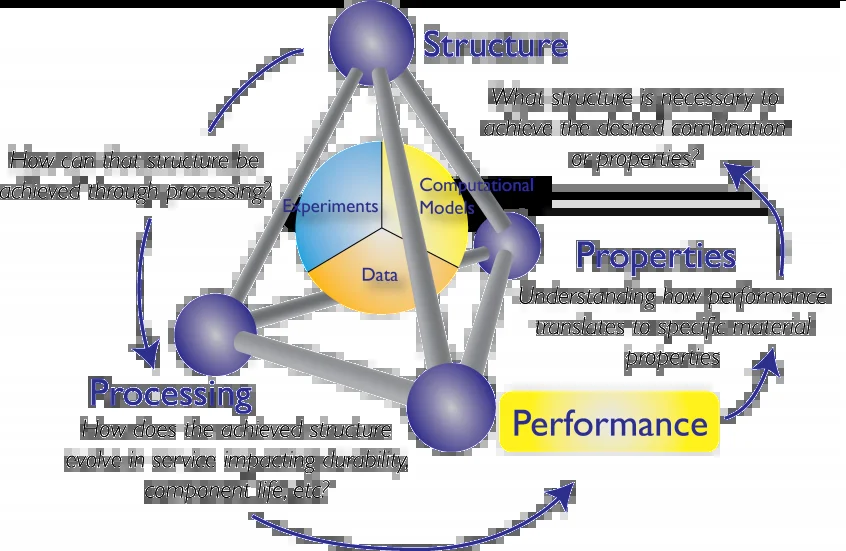 Structure
What structure is necessary to
achieve the desired combination
or properties?
How can that structure be
achieved through processing?
Experiments
Computational
Models
Data
Properties
Understanding how performance
translates to specific material
properties
Processing
How does the achieved structure
evolve in service impacting durability,
component life, etc?
Performance